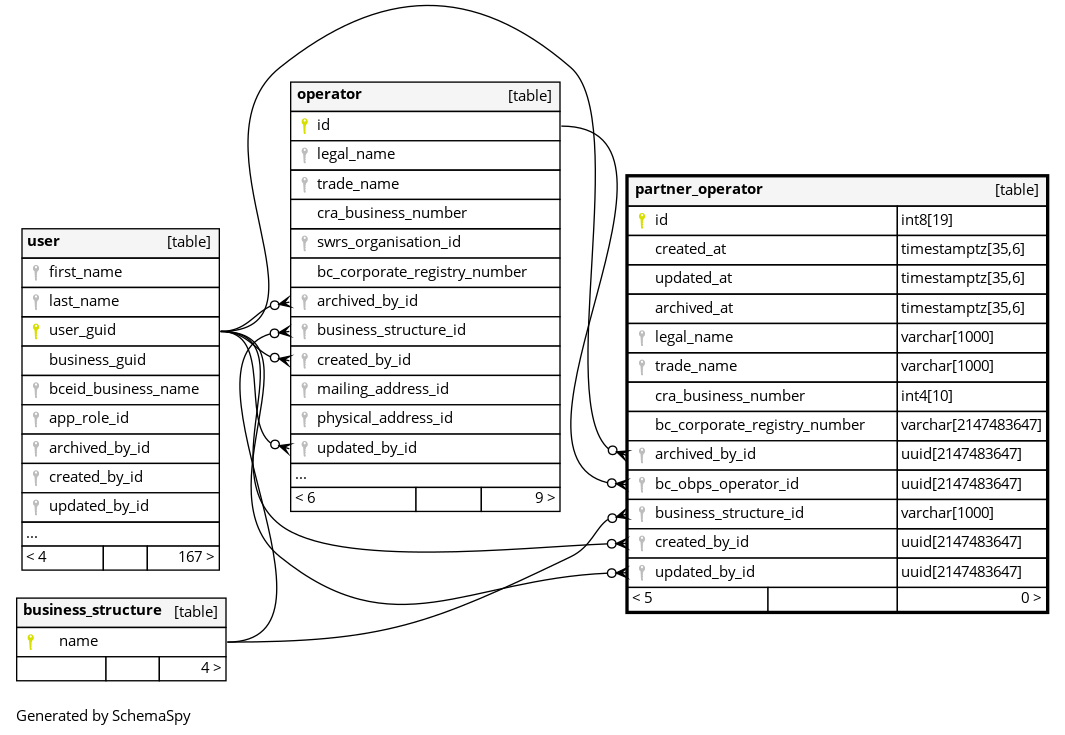 operator [table]
id
legal_name
trade_name
cra_business_number
swrs_organisation_id
bc_corporate_registry_number
archived_by_id
business_structure_id
created_by_id
mailing_address_id
physical_address_id
updated_by_id
...
< 6 9 >
partner_operator [table]
id int8[19]
created_at timestamptz[35,6]
updated_at timestamptz[35,6]
archived_at timestamptz[35,6]
legal_name varchar[1000]
trade_name varchar[1000]
cra_business_number int4[10]
bc_corporate_registry_number varchar[2147483647]
archived_by_id uuid[2147483647]
bc_obps_operator_id uuid[2147483647]
business_structure_id varchar[1000]
created_by_id uuid[2147483647]
updated_by_id uuid[2147483647]
< 5 0 >
user [table]
first_name
last_name
user_guid
business_guid
bceid_business_name
app_role_id
archived_by_id
created_by_id
updated_by_id
...
< 4 167 >
business_structure [table]
name
4 >
Generated by SchemaSpy